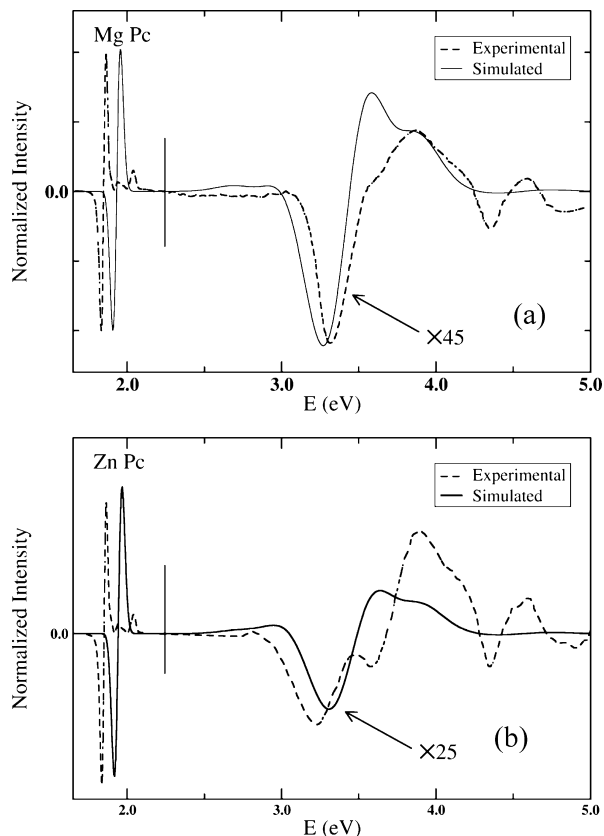 Mg Pc
Experimental
Simulated
Normalized Intensity
0.0
(a)
×45
2.0 3.0 4.0 5.0
E (eV)
Zn Pc
Experimental
Simulated
Normalized Intensity
0.0
(b)
×25
2.0 3.0 4.0 5.0
E (eV)